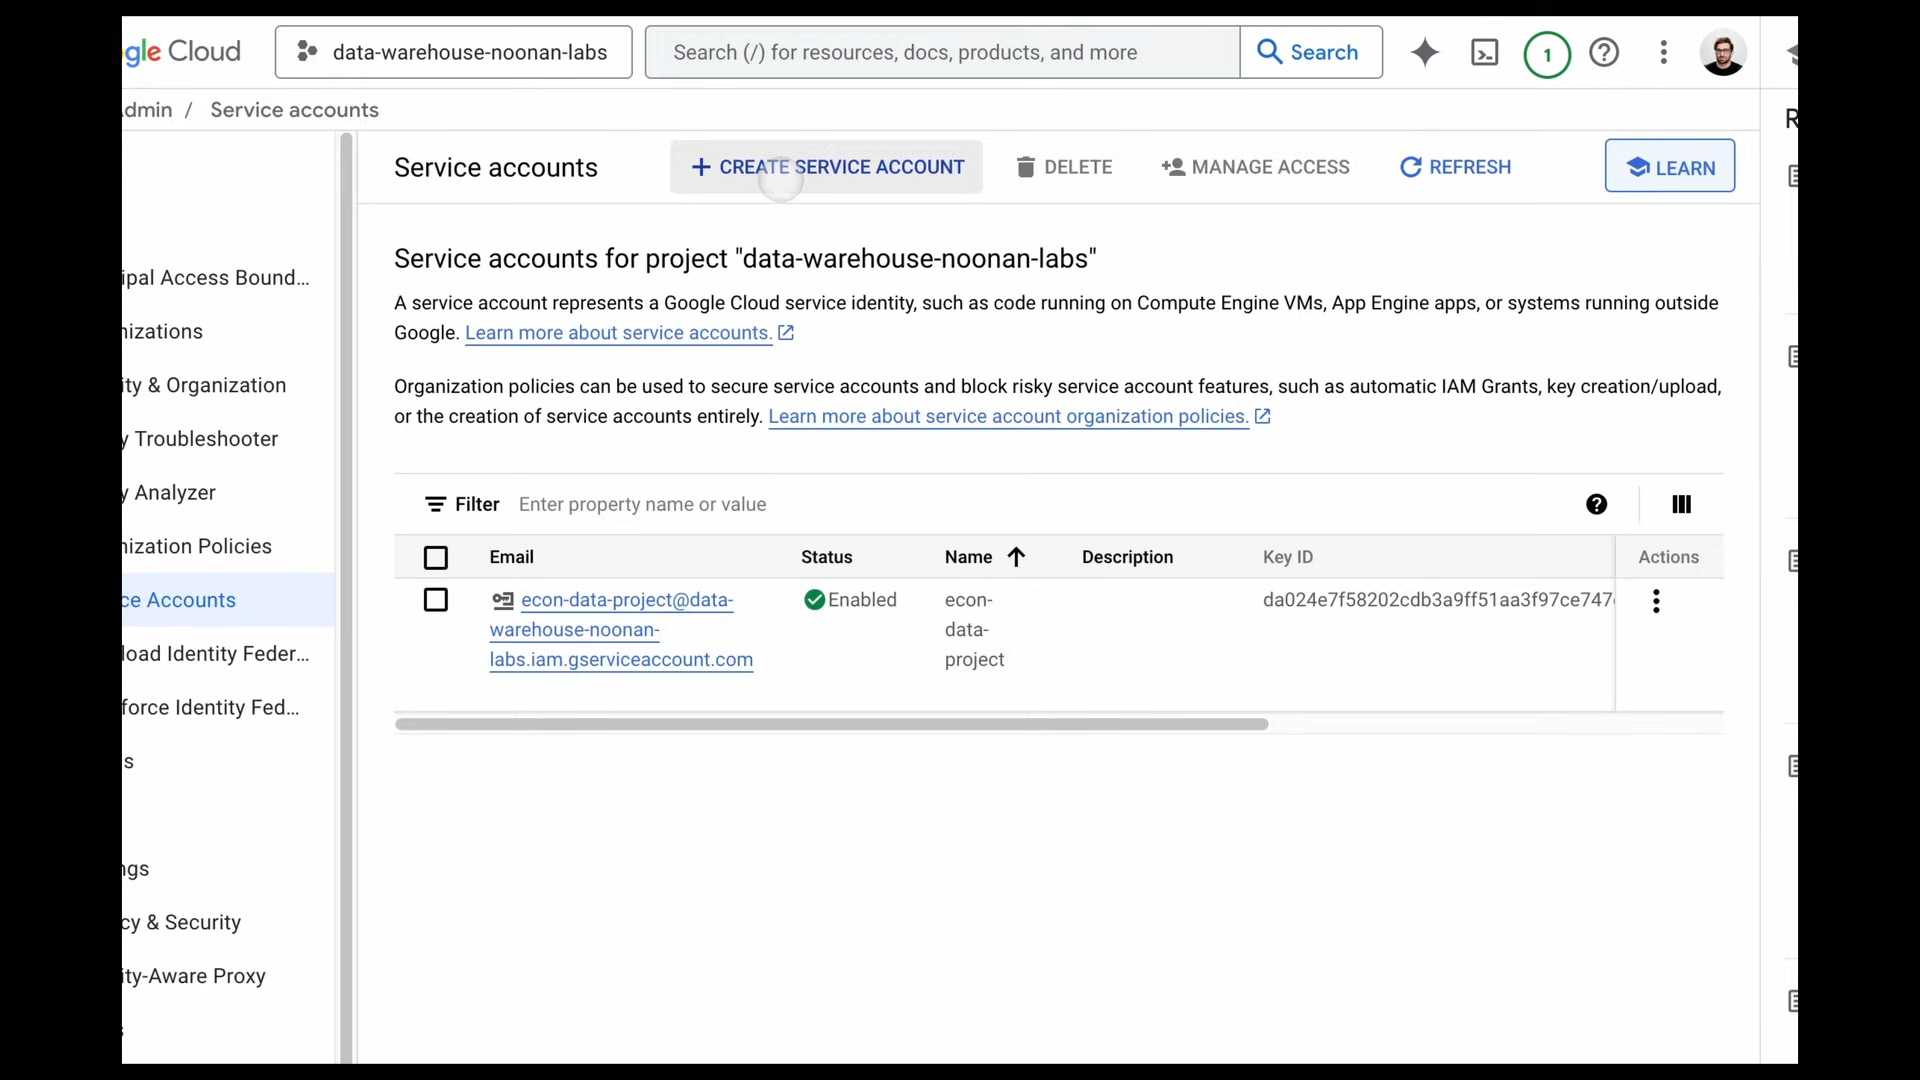 gle Cloud
data-warehouse-noonan-labs
Search (/) for resources, docs, products, and more
Search
1
dmin / Service accounts
Service accounts
CREATE SERVICE ACCOUNT
DELETE
MANAGE ACCESS
REFRESH
LEARN
Service accounts for project "data-warehouse-noonan-labs"
A service account represents a Google Cloud service identity, such as code running on Compute Engine VMs, App Engine apps, or systems running outside
Google. Learn more about service accounts.
Organization policies can be used to secure service accounts and block risky service account features, such as automatic IAM Grants, key creation/upload,
or the creation of service accounts entirely. Learn more about service account organization policies.
ipal Access Bound...
nizations
ity & Organization
y Troubleshooter
y Analyzer
nization Policies
ce Accounts
load Identity Feder...
force Identity Fed...
s
ngs
cy & Security
ity-Aware Proxy
Filter Enter property name or value
Email Status Name Description Key ID Actions
econ-data-project@data- Enabled econ- da024e7f58202cdb3a9ff51aa3f97ce747
warehouse-noonan- data-
labs.iam.gserviceaccount.com project